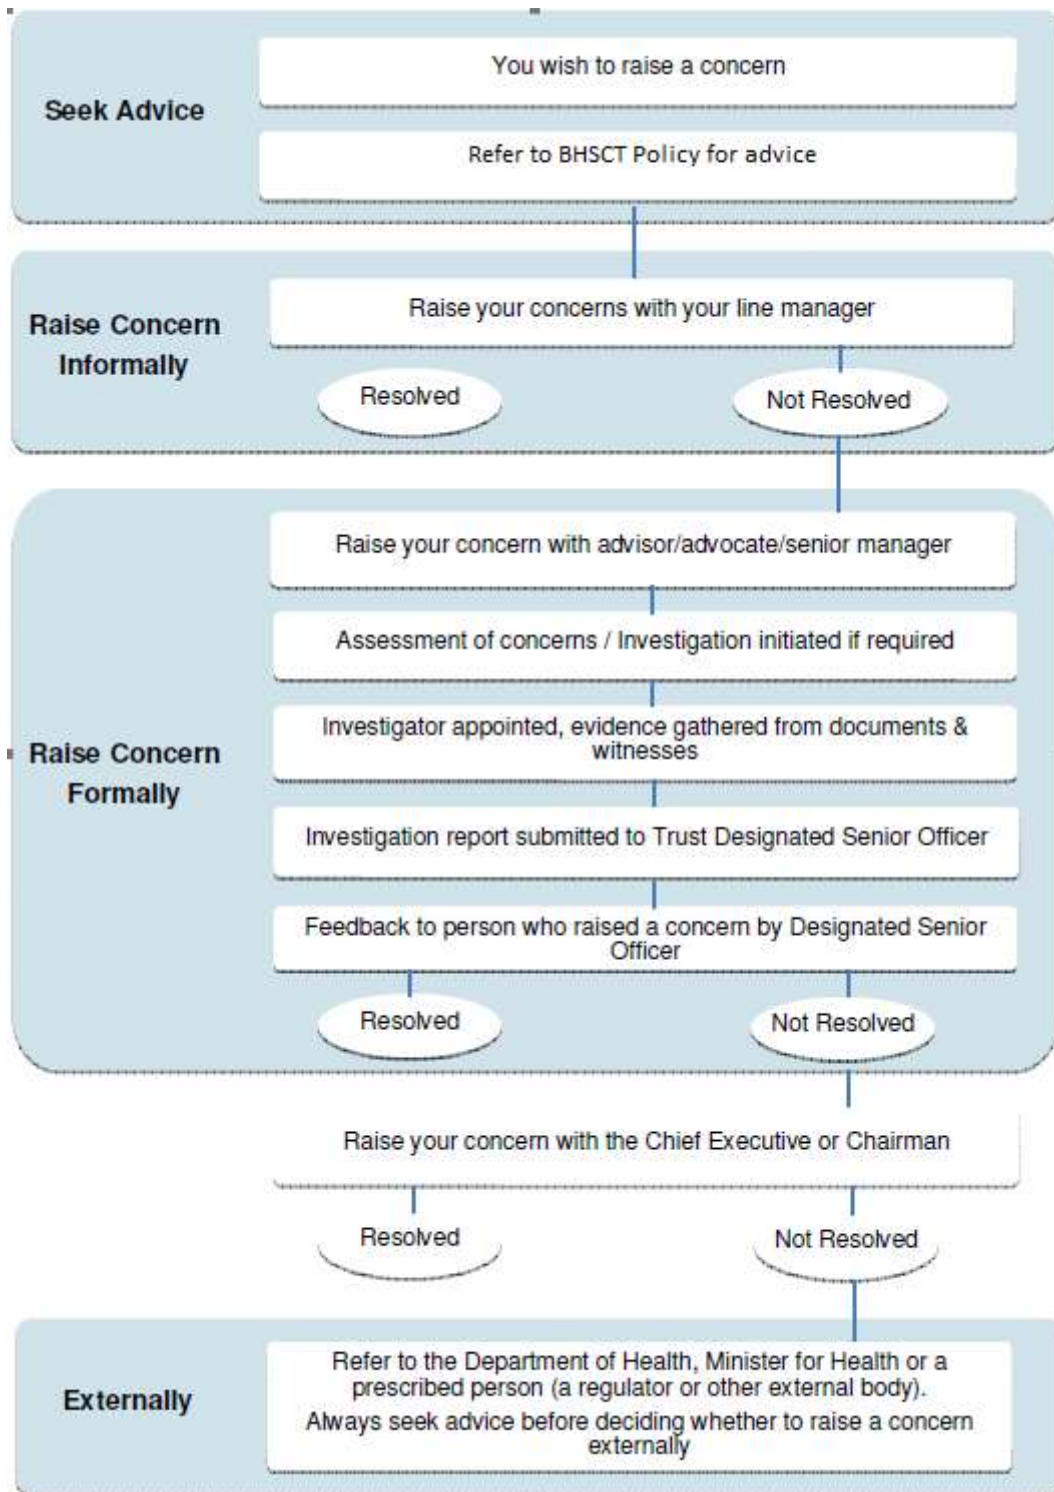 Seek Advice
You wish to raise a concern
Refer to BHSCT Policy for advice
Raise Concern
Informally
Raise your concerns with your line manager
Resolved
Not Resolved
Raise Concern
Formally
Raise your concern with advisor/advocate/senior manager
Assessment of concerns / Investigation initiated if required
Investigator appointed, evidence gathered from documents &
witnesses
Investigation report submitted to Trust Designated Senior Officer
Feedback to person who raised a concern by Designated Senior
Officer
Resolved
Not Resolved
Raise your concern with the Chief Executive or Chairman
Resolved
Not Resolved
Externally
Refer to the Department of Health, Minister for Health or a
prescribed person (a regulator or other external body).
Always seek advice before deciding whether to raise a concern
externally